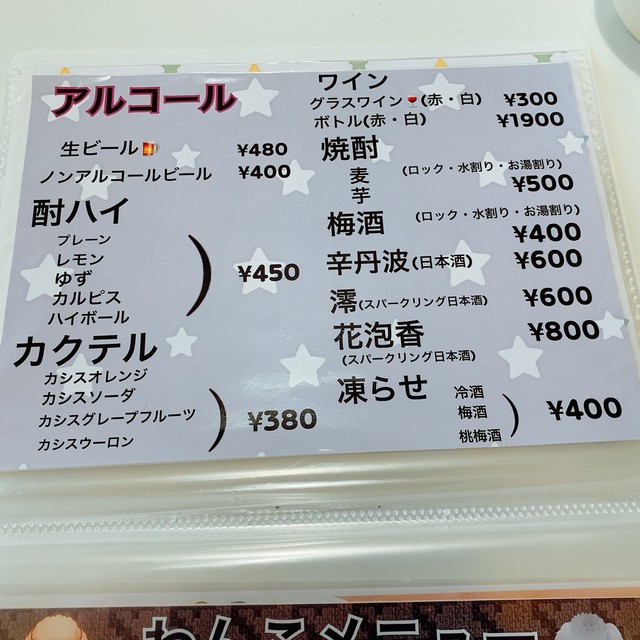 アルコール
生ビール🍺 ¥480
ノンアルコールビール ¥400
酎ハイ
プレーン
レモン
ゆず
カルピス
ハイボール
¥450
カクテル
カシスオレンジ
カシスソーダ
カシスグレープフルーツ
カシスウーロン
¥380
ワイン
グラスワイン🍷(赤・白) ¥300
ボトル(赤・白) ¥1900
焼酎
麦 (ロック・水割り・お湯割り)
芋 ¥500
梅酒 (ロック・水割り・お湯割り)
¥400
辛丹波(日本酒) ¥600
澪(スパークリング日本酒) ¥600
花泡香 ¥800
(スパークリング日本酒)
凍らせ 冷酒
梅酒
桃梅酒
¥400
わんこメニュー